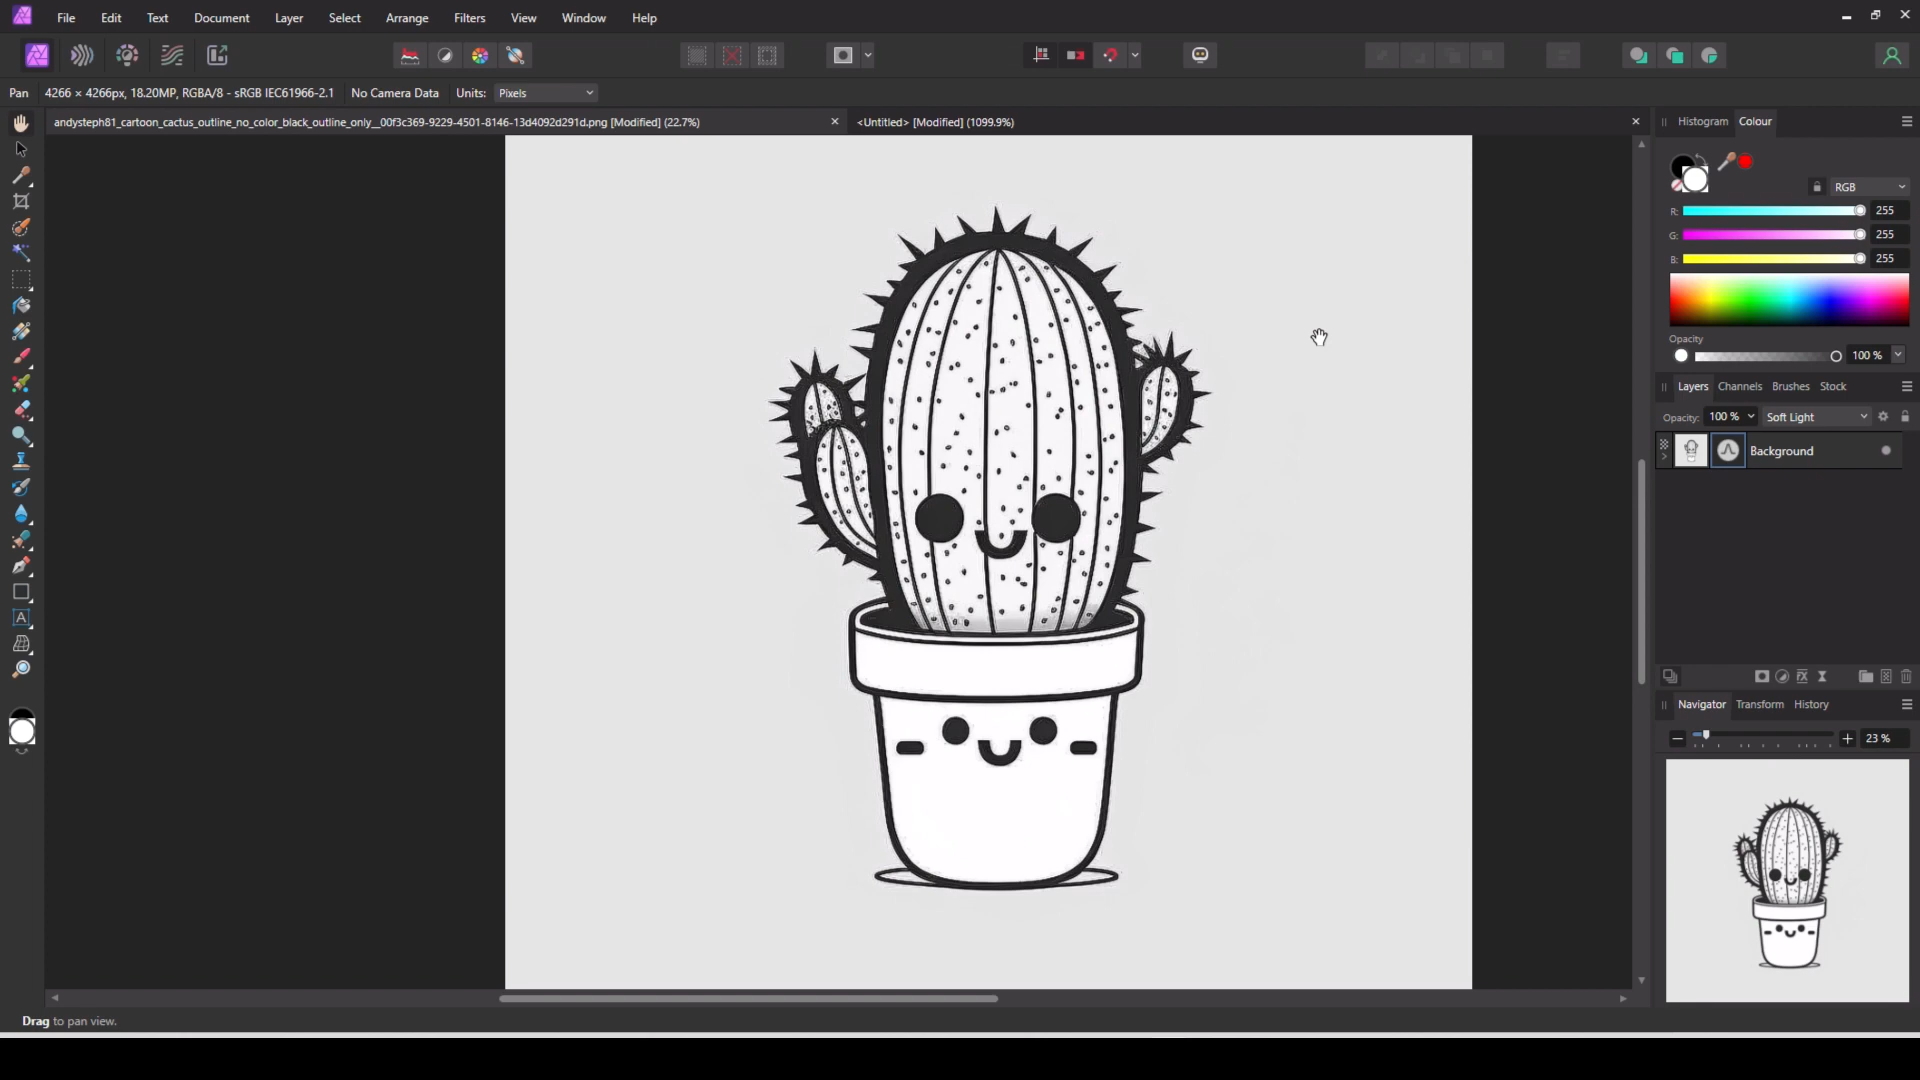 File Edit Text Document Layer Select Arrange Filters View Window Help
Pan 4266 × 4266px, 18.20MP, RGBA/8 - sRGB IEC61966-2.1 No Camera Data Units: Pixels
andysteph81_cartoon_cactus_outline_no_color_black_outline_only__00f3c369-9229-4501-8146-13d4092d291d.png [Modified] (22.7%) <Untitled> [Modified] (1099.9%)
Histogram Colour
RGB
R: 255
G: 255
B: 255
Opacity
100 %
Layers Channels Brushes Stock
Opacity: 100 % Soft Light
Background
Navigator Transform History
23 %
Drag to pan view.